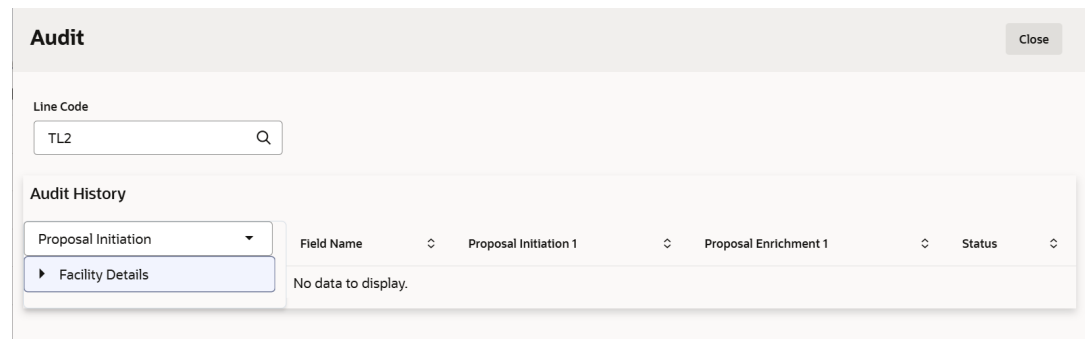 Audit
Close
Line Code
TL2
Audit History
Proposal Initiation
Field Name Proposal Initiation 1 Proposal Enrichment 1 Status
Facility Details
No data to display.